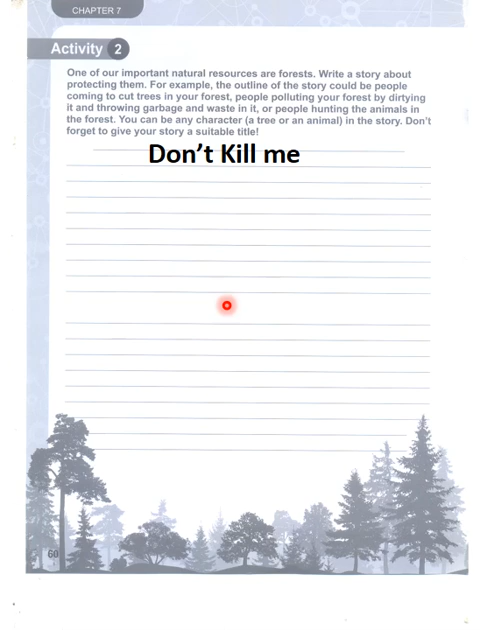 CHAPTER 7
Activity 2
One of our important natural resources are forests. Write a story about
protecting them. For example, the outline of the story could be people
coming to cut trees in your forest, people polluting your forest by dirtying
it and throwing garbage and waste in it, or people hunting the animals in
the forest. You can be any character (a tree or an animal) in the story. Don't
forget to give your story a suitable title!
Don't Kill me
60